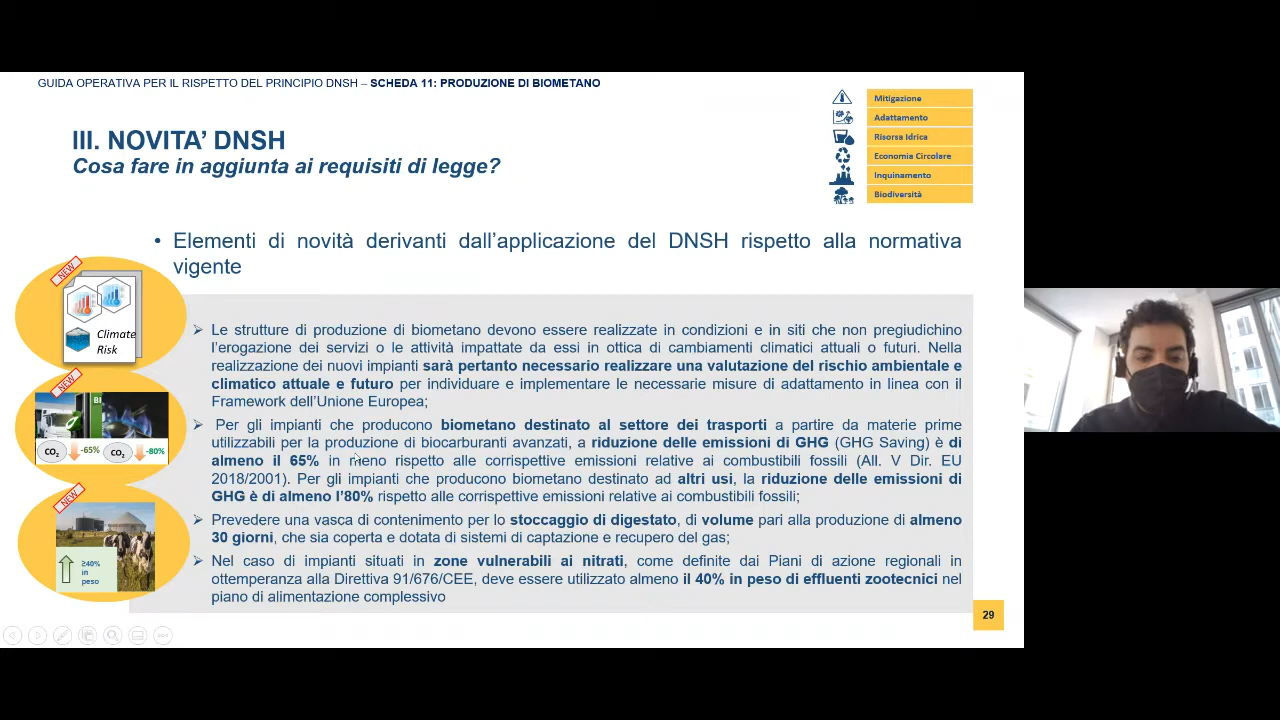 GUIDA OPERATIVA PER IL RISPETTO DEL PRINCIPIO DNSH – SCHEDA 11: PRODUZIONE DI BIOMETANO
III. NOVITA' DNSH
Cosa fare in aggiunta ai requisiti di legge?
Mitigazione
Adattamento
Risorsa Idrica
Economia Circolare
Inquinamento
Biodiversità
• Elementi di novità derivanti dall'applicazione del DNSH rispetto alla normativa
vigente
NEW
Climate
Risk
➢ Le strutture di produzione di biometano devono essere realizzate in condizioni e in siti che non pregiudichino
l'erogazione dei servizi o le attività impattate da essi in ottica di cambiamenti climatici attuali o futuri. Nella
realizzazione dei nuovi impianti sarà pertanto necessario realizzare una valutazione del rischio ambientale e
climatico attuale e futuro per individuare e implementare le necessarie misure di adattamento in linea con il
Framework dell'Unione Europea;
NEW
BI
CO2
-65%
CO2
-80%
➢ Per gli impianti che producono biometano destinato al settore dei trasporti a partire da materie prime
utilizzabili per la produzione di biocarburanti avanzati, a riduzione delle emissioni di GHG (GHG Saving) è di
almeno il 65% in meno rispetto alle corrispettive emissioni relative ai combustibili fossili (All. V Dir. EU
2018/2001). Per gli impianti che producono biometano destinato ad altri usi, la riduzione delle emissioni di
GHG è di almeno l'80% rispetto alle corrispettive emissioni relative ai combustibili fossili;
NEW
≥40%
in
peso
➢ Prevedere una vasca di contenimento per lo stoccaggio di digestato, di volume pari alla produzione di almeno
30 giorni, che sia coperta e dotata di sistemi di captazione e recupero del gas;
➢ Nel caso di impianti situati in zone vulnerabili ai nitrati, come definite dai Piani di azione regionali in
ottemperanza alla Direttiva 91/676/CEE, deve essere utilizzato almeno il 40% in peso di effluenti zootecnici nel
piano di alimentazione complessivo
29